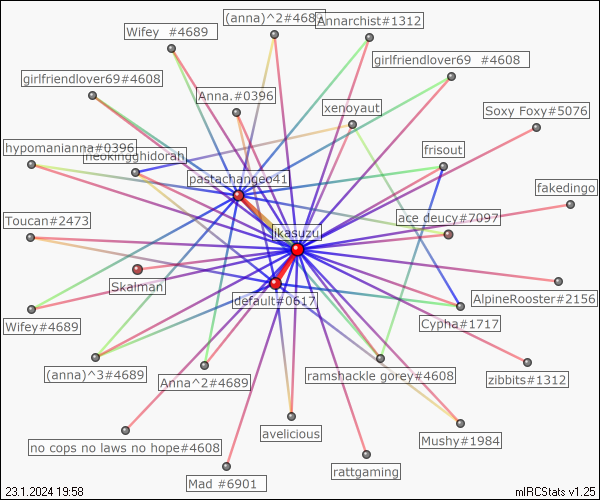 (anna)^2#4689
Annarchist#1312
Wifey #4689
girlfriendlover69 #4608
girlfriendlover69#4608
Anna.#0396
xenoyaut
Soxy Foxy#5076
hypomanianna#0396
neokingghidorah
frisout
pastachangeo41
fakedingo
Toucan#2473
ace deucy#7097
likasuzu
Skalman
AlpineRooster#2156
default#0617
Wifey#4689
Cypha#1717
(anna)^3#4689
Anna^2#4689
ramshackle gorey#4608
zibbits#1312
avelicious
Mushy#1984
no cops no laws no hope#4608
rattgaming
Mad #6901
23.1.2024 19:58
mIRCStats v1.25